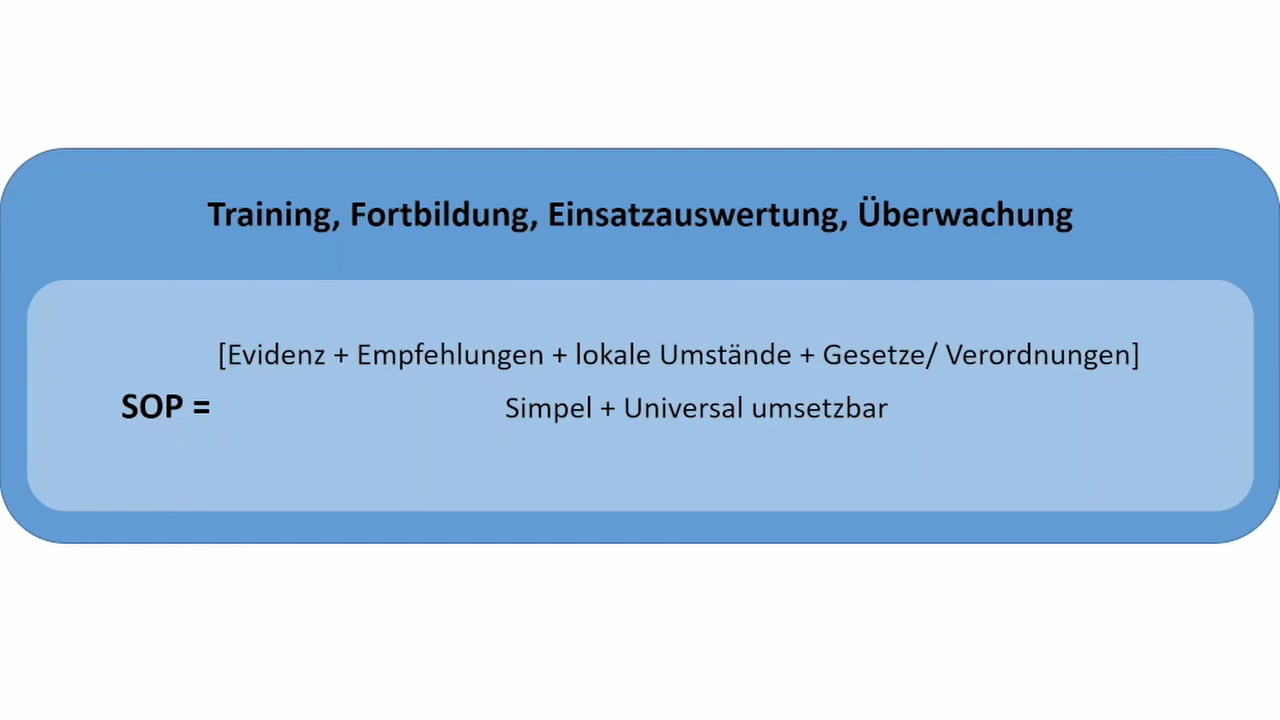 Training, Fortbildung, Einsatzauswertung, Überwachung
[Evidenz + Empfehlungen + lokale Umstände + Gesetze/ Verordnungen]
SOP = Simpel + Universal umsetzbar